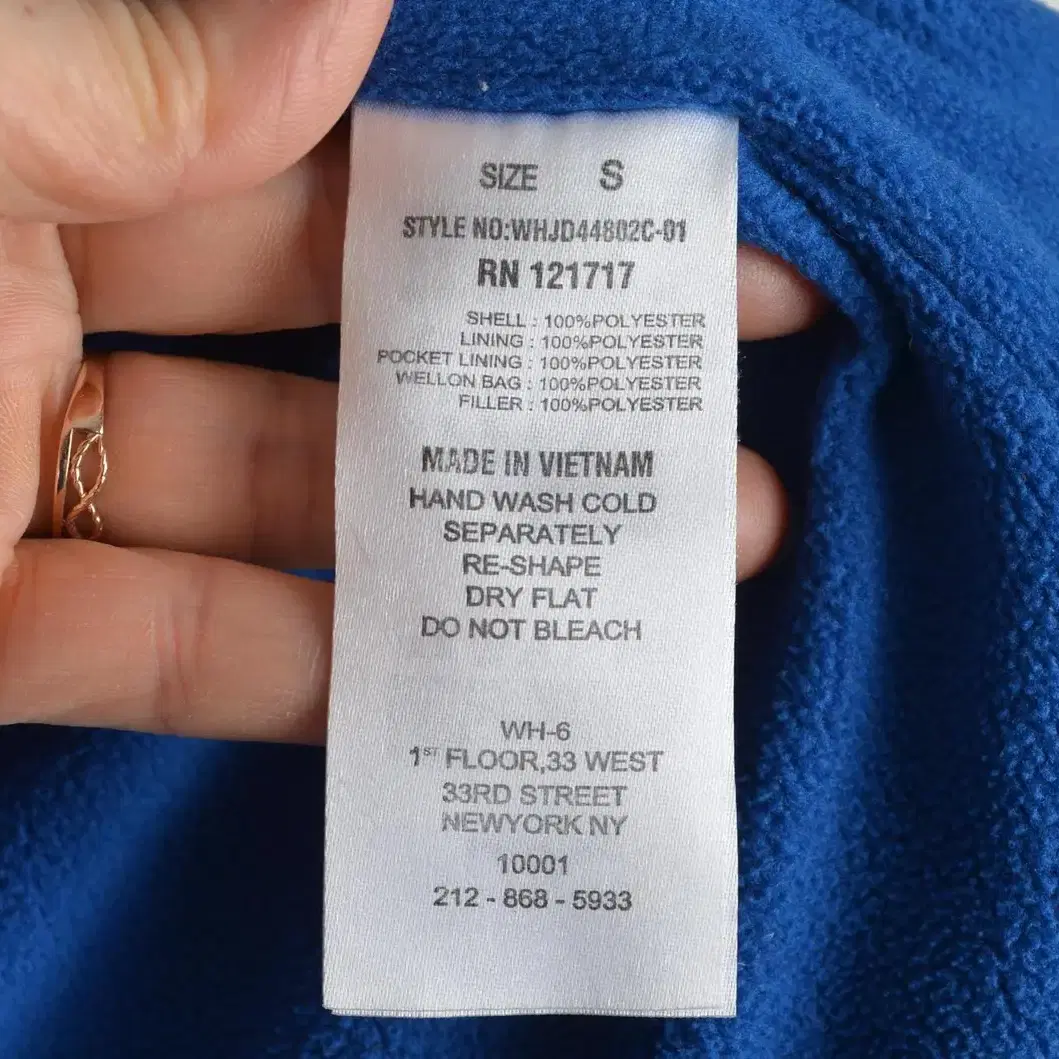 SIZE S
STYLE NO:WHJD44802C-01
RN 121717
SHELL : 100%POLYESTER
LINING : 100%POLYESTER
POCKET LINING : 100%POLYESTER
WELLON BAG : 100%POLYESTER
FILLER : 100%POLYESTER
MADE IN VIETNAM
HAND WASH COLD
SEPARATELY
RE-SHAPE
DRY FLAT
DO NOT BLEACH
WH-6
1ST FLOOR,33 WEST
33RD STREET
NEWYORK NY
10001
212 - 868 - 5933